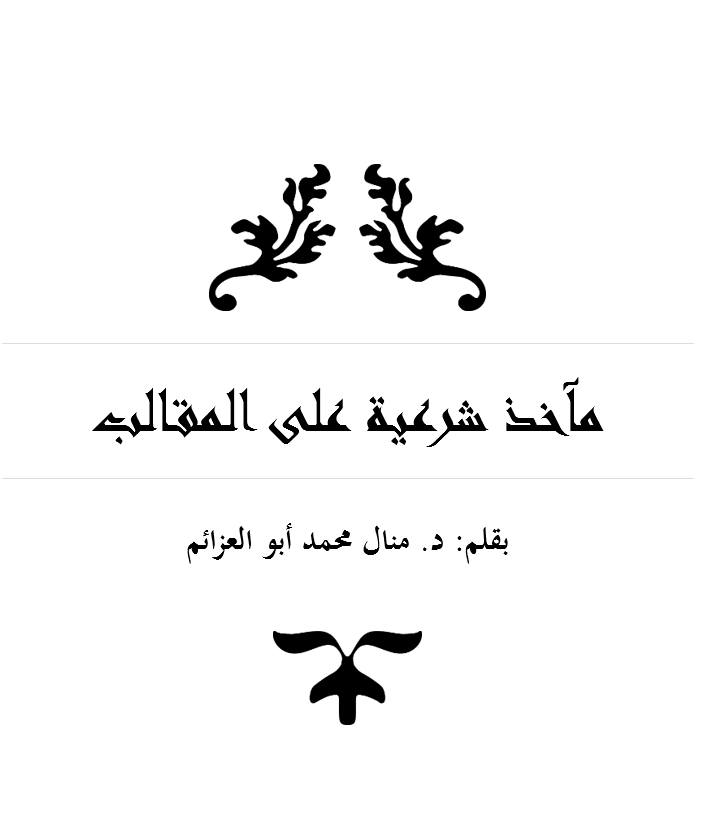 مآخذ شرعية على المقالب
بقلم: د. منال محمد أبو العزائم